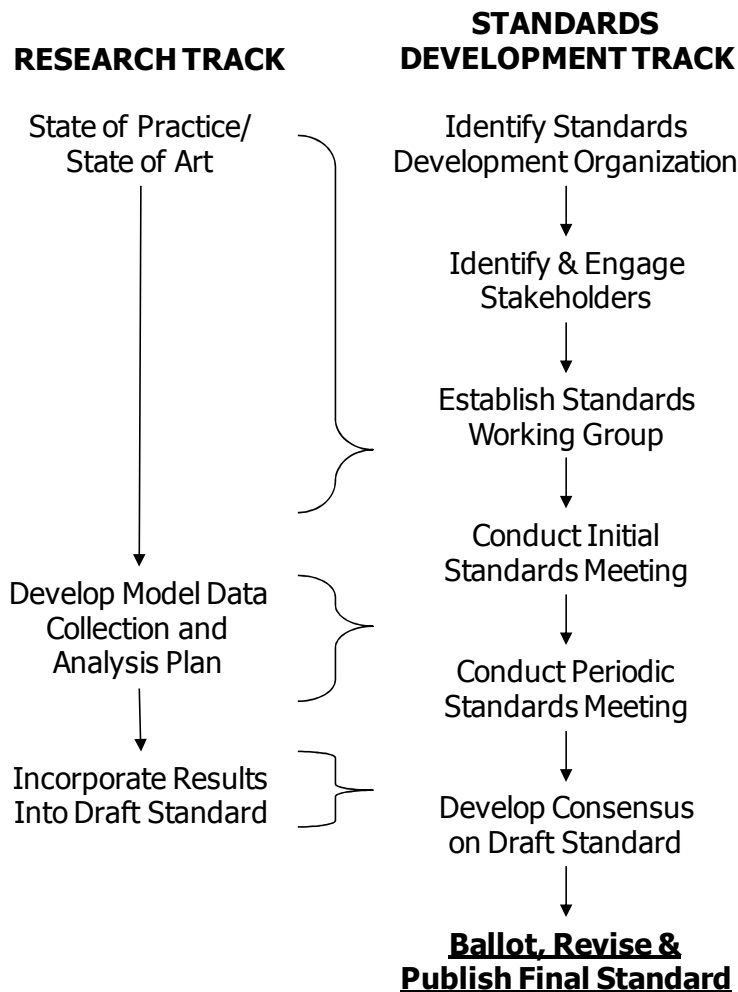 RESEARCH TRACK
State of Practice/
State of Art
Develop Model Data
Collection and
Analysis Plan
Incorporate Results
Into Draft Standard
STANDARDS
DEVELOPMENT TRACK
Identify Standards
Development Organization
Identify & Engage
Stakeholders
Establish Standards
Working Group
Conduct Initial
Standards Meeting
Conduct Periodic
Standards Meeting
Develop Consensus
on Draft Standard
Ballot, Revise &
Publish Final Standard